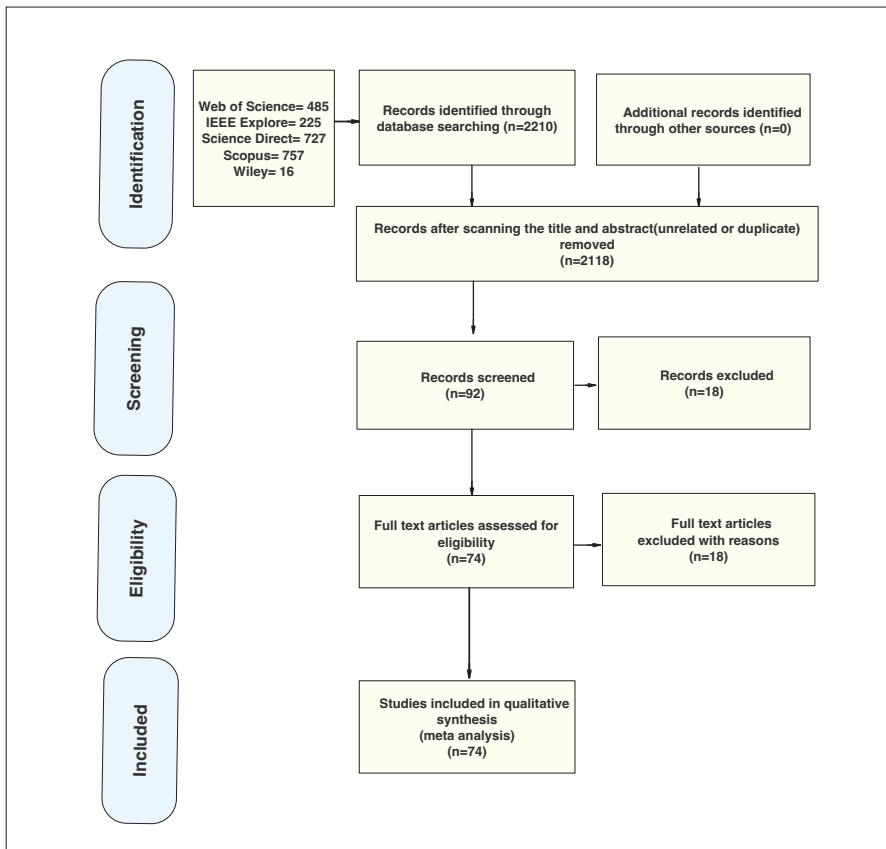 Identification
Web of Science= 485
IEEE Explore= 225
Science Direct= 727
Scopus= 757
Wiley= 16
Records identified through
database searching (n=2210)
Additional records identified
through other sources (n=0)
Records after scanning the title and abstract(unrelated or duplicate)
removed
(n=2118)
Screening
Records screened
(n=92)
Records excluded
(n=18)
Eligibility
Full text articles assessed for
eligibility
(n=74)
Full text articles
excluded with reasons
(n=18)
Included
Studies included in qualitative
synthesis
(meta analysis)
(n=74)